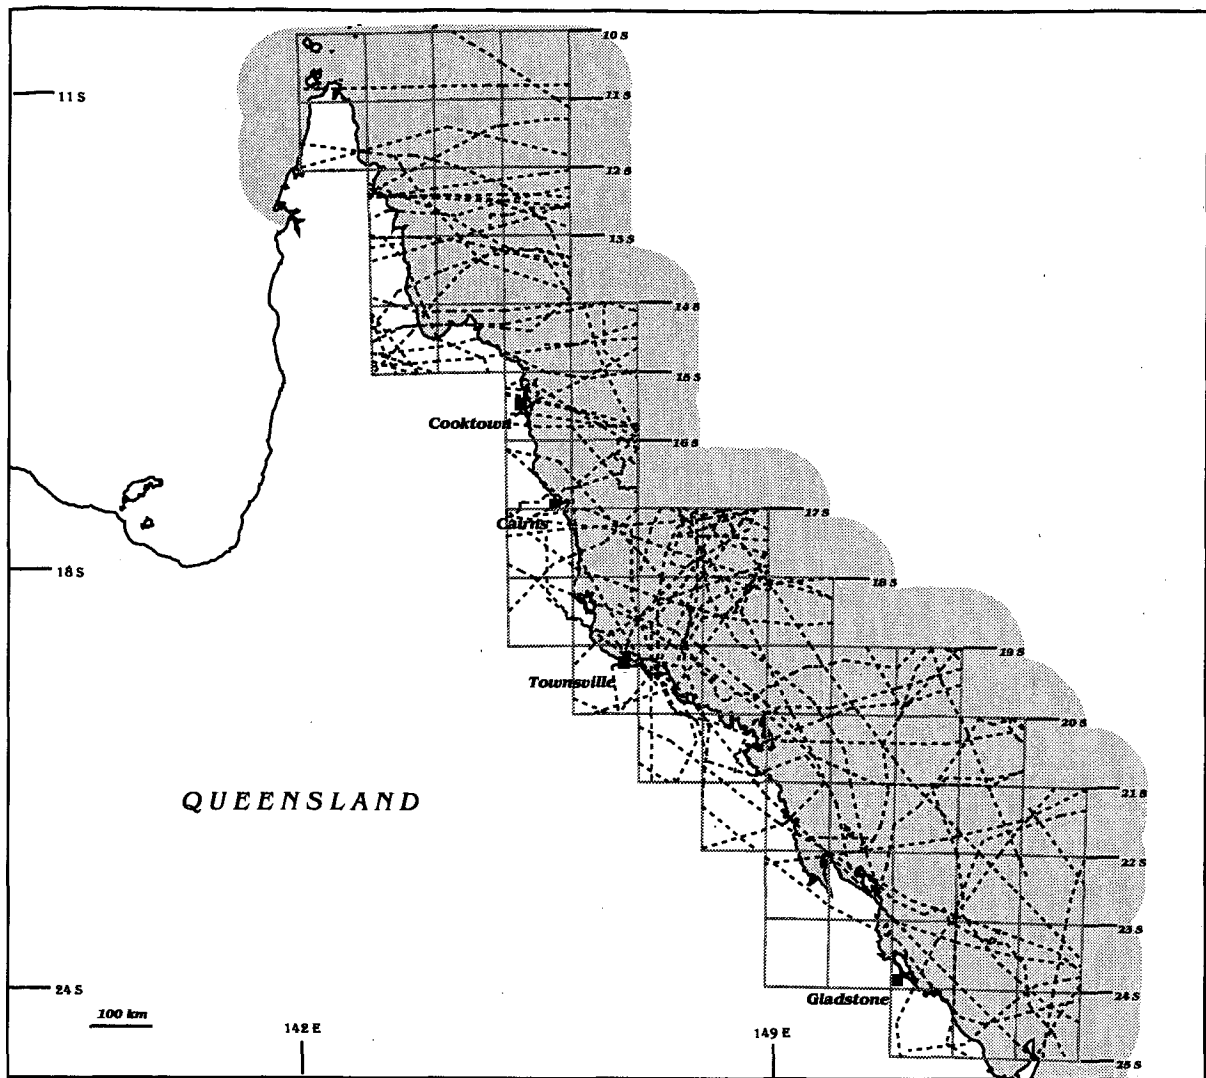 10 S
11 S
11 S
12 S
13 S
14 S
15 S
Cooktown
16 S
17 S
Cairns
18 S
18 S
19 S
Townsville
20 S
QUEENSLAND
21 S
22 S
23 S
24 S
24 S
Gladstone
100 km
142 E
149 E
25 S